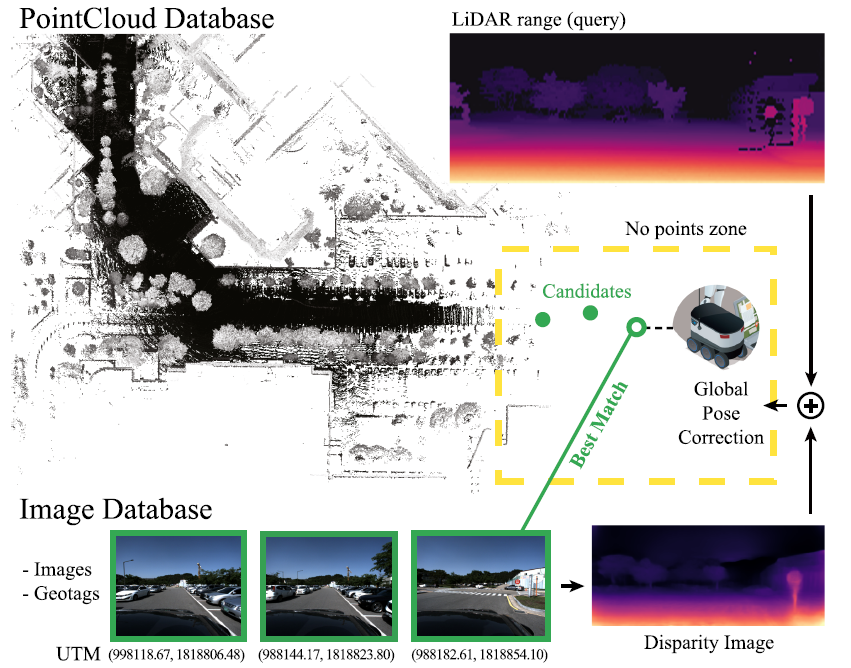 PointCloud Database
LiDAR range (query)
No points zone
Candidates
Global
Pose
Correction
Best Match
Image Database
- Images
- Geotags
UTM (998118.67, 1818806.48) (988144.17, 1818823.80) (988182.61, 1818854.10)
Disparity Image